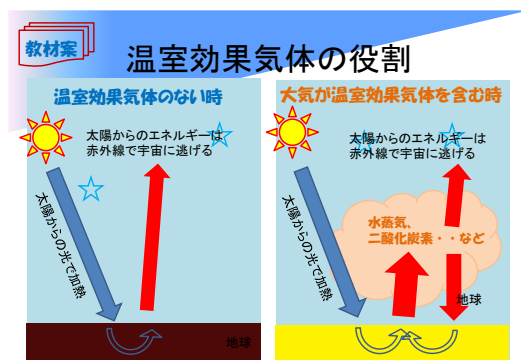 教材案
温室効果気体の役割
温室効果気体のない時
太陽からのエネルギーは
赤外線で宇宙に逃げる
太陽からの光で加熱
地球
大気が温室効果気体を含む時
太陽からのエネルギーは
赤外線で宇宙に逃げる
太陽からの光で加熱
水蒸気、
二酸化炭素・・など
地球